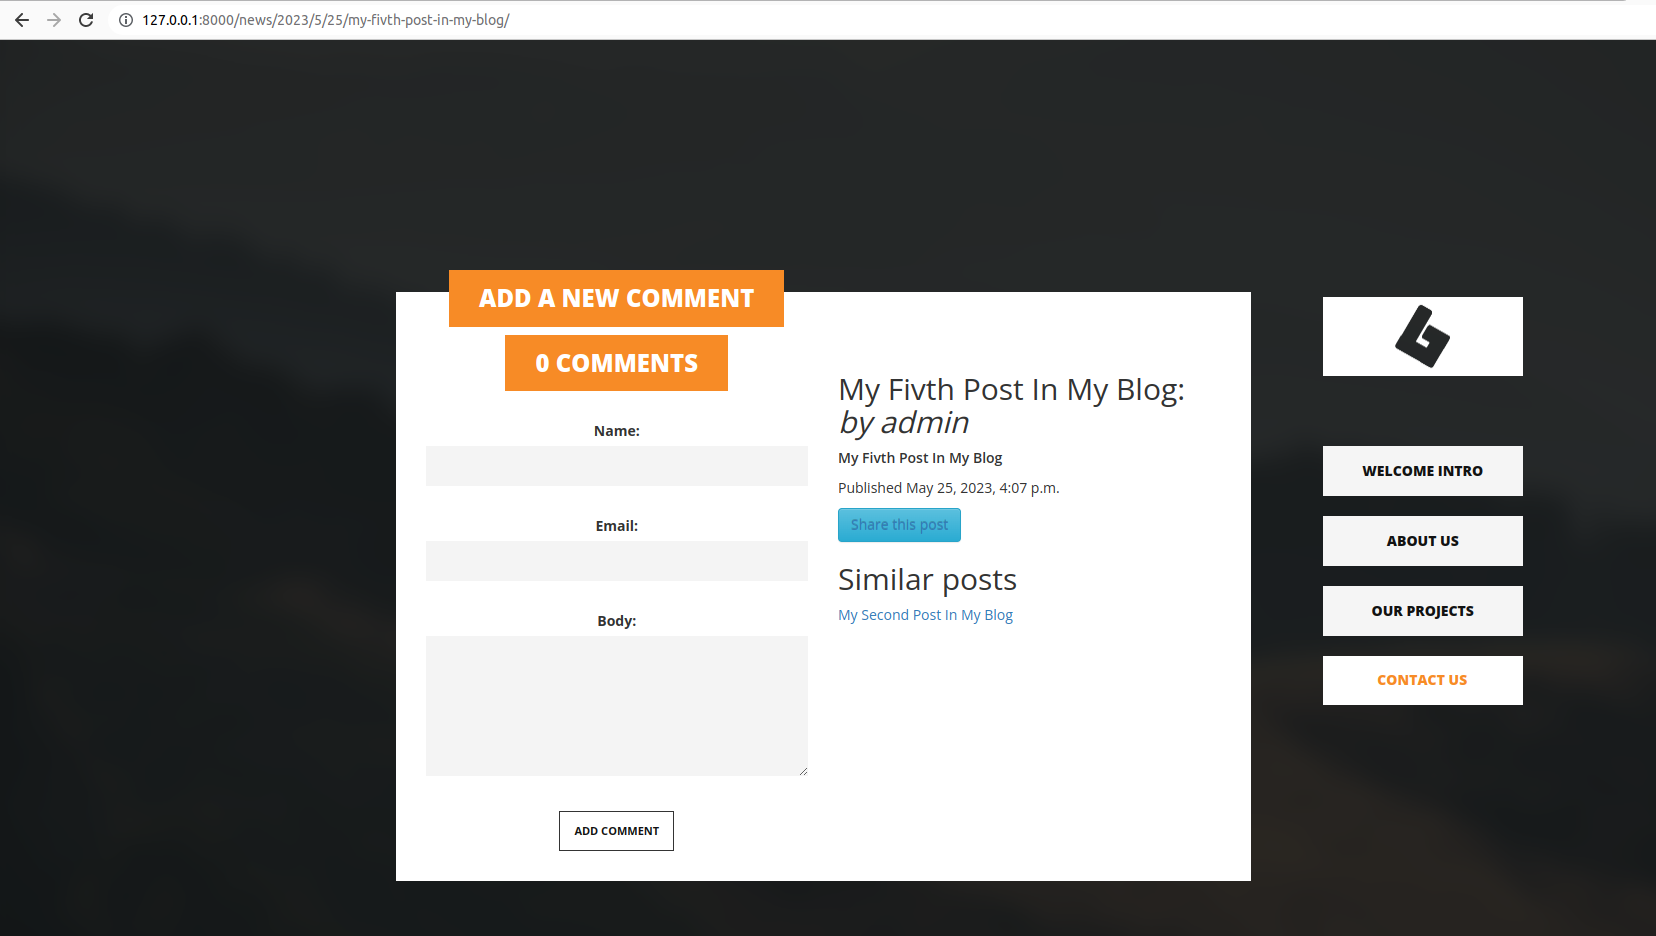 127.0.0.1:8000/news/2023/5/25/my-fivth-post-in-my-blog/
ADD A NEW COMMENT
0 COMMENTS
Name:
Email:
Body:
ADD COMMENT
My Fivth Post In My Blog:
by admin
My Fivth Post In My Blog
Published May 25, 2023, 4:07 p.m.
Share this post
Similar posts
My Second Post In My Blog
WELCOME INTRO
ABOUT US
OUR PROJECTS
CONTACT US